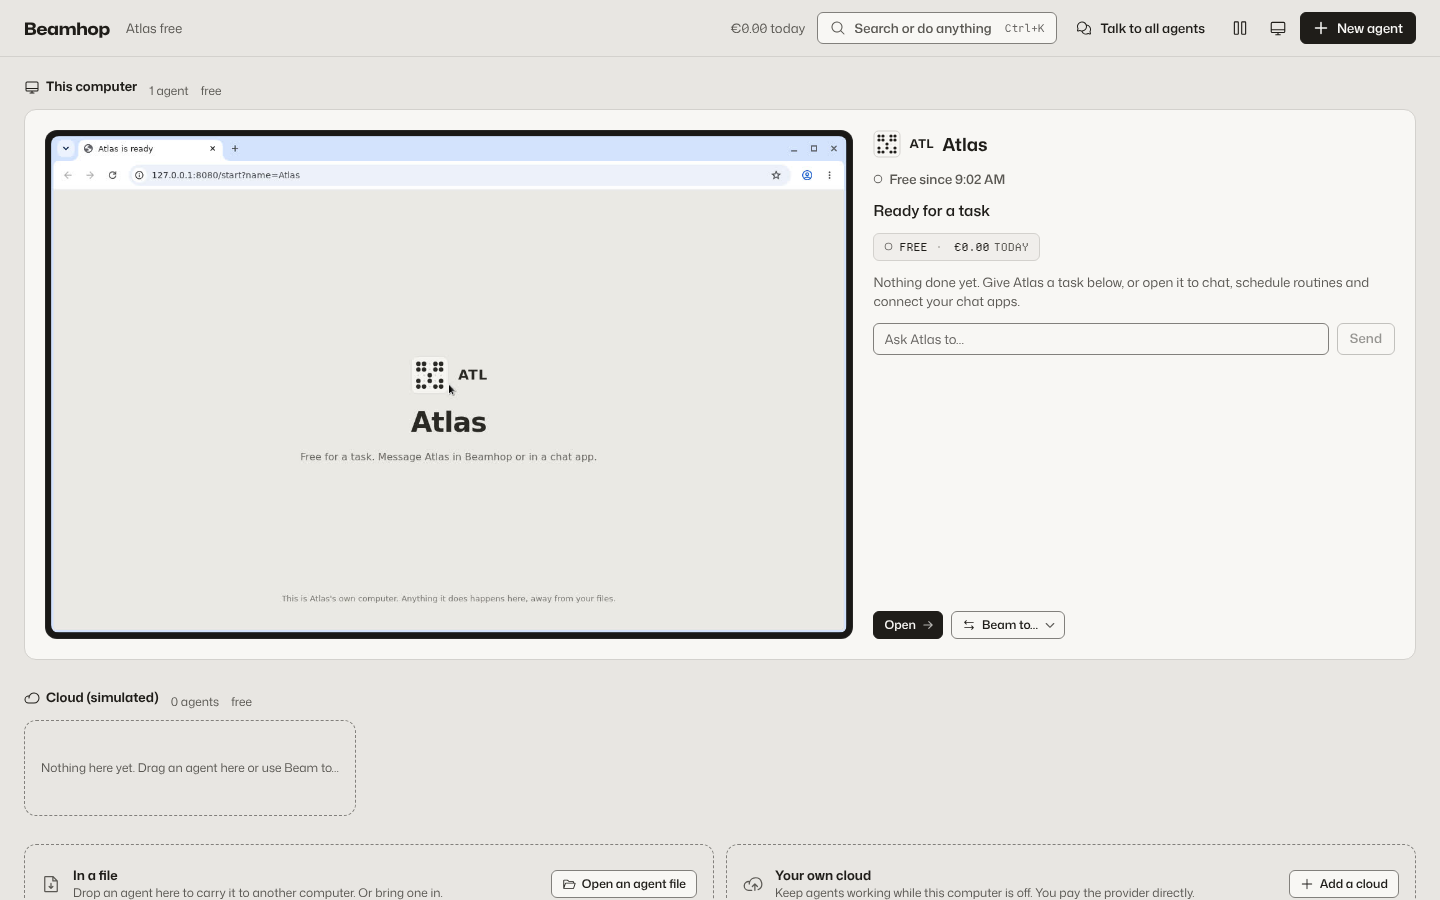 Beamhop
Atlas free
€0.00 today
Search or do anything Ctrl+K
Talk to all agents
New agent
This computer
1 agent
free
Atlas is ready
127.0.0.1:8080/start?name=Atlas
ATL
Atlas
Free for a task. Message Atlas in Beamhop or in a chat app.
This is Atlas's own computer. Anything it does happens here, away from your files.
ATL Atlas
Free since 9:02 AM
Ready for a task
FREE · €0.00 TODAY
Nothing done yet. Give Atlas a task below, or open it to chat, schedule routines and
connect your chat apps.
Ask Atlas to...
Send
Open
Beam to...
Cloud (simulated)
0 agents
free
Nothing here yet. Drag an agent here or use Beam to...
In a file
Drop an agent here to carry it to another computer. Or bring one in.
Open an agent file
Your own cloud
Keep agents working while this computer is off. You pay the provider directly.
Add a cloud